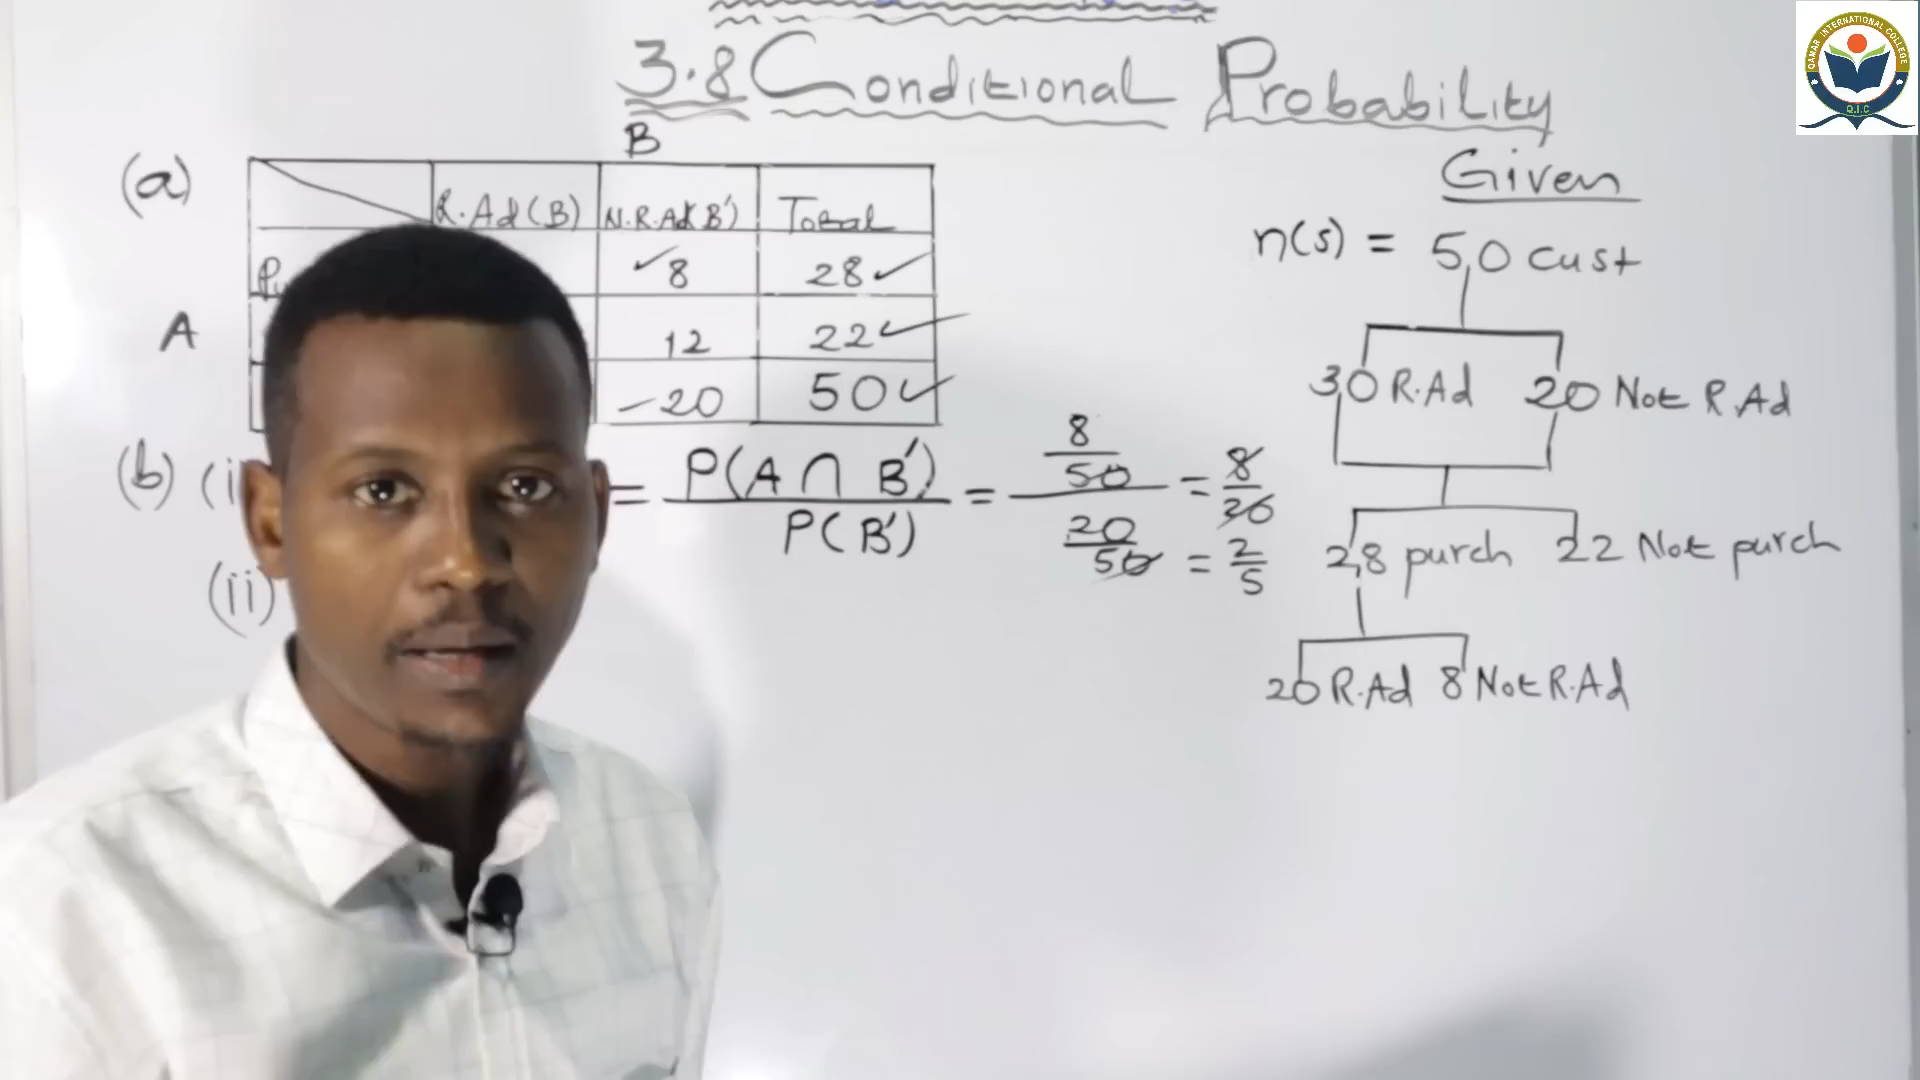 3.8 Conditional Probability
B
(a)
R.Ad(B) N.R.Ad(B') Total
8 28
A
12 22
20 50
(b) (i
= P(A ∩ B') / P(B') = 8/50 / 20/50 = 8/20
= 2/5
(ii)
Given
n(s) = 50 Cust
30 R.Ad 20 Not R.Ad
28 purch 22 Not purch
20 R.Ad 8 Not R.Ad
QAMAR INTERNATIONAL COLLEGE
Q.I.C